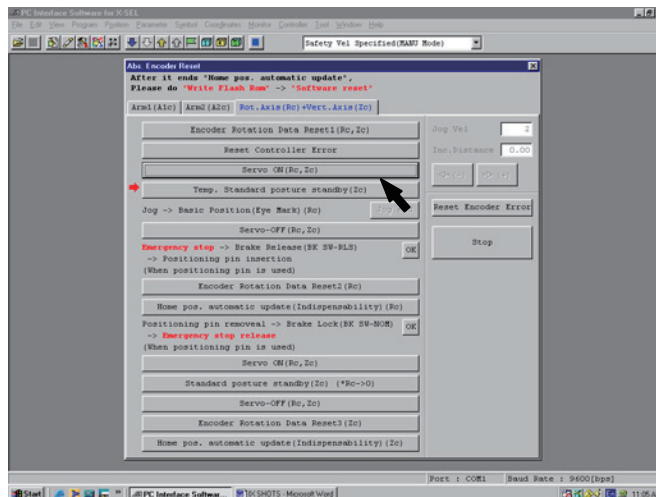 PC Interface Software for X-SEL
File Edit View Program Position Parameter Symbol Coordinates Monitor Controller Tool Window Help
Safety Vel Specified(MANU Mode)
Abs. Encoder Reset
After it ends "Home pos. automatic update",
Please do "Write Flash Rom" -> "Software reset"
Arm1(A1c) Arm2(A2c) Rot.Axis(Rc)+Vert.Axis(Zc)
Encoder Rotation Data Reset1(Rc,Zc)
Jog Vel 2
Reset Controller Error
Inc.Distance 0.00
Servo ON(Rc,Zc)
Temp. Standard posture standby(Zc)
Jog -> Basic Position(Eye Mark)(Rc)
Reset Encoder Error
Servo-OFF(Rc,Zc)
Stop
Emergency stop -> Brake Release(BK SW-RLS) OK
-> Positioning pin insertion
(When positioning pin is used)
Encoder Rotation Data Reset2(Rc)
Home pos. automatic update(Indispensability)(Rc)
Positioning pin removeal -> Brake Lock(BK SW-NOM) OK
-> Emergency stop release
(When positioning pin is used)
Servo ON(Rc,Zc)
Standard posture standby(Zc) (*Rc->0)
Servo-OFF(Rc,Zc)
Encoder Rotation Data Reset3(Zc)
Home pos. automatic update(Indispensability)(Zc)
Port : COM1 Baud Rate : 9600[bps]
Start PC Interface Softwar... IX SHOTS - Microsoft Word 11:05 A